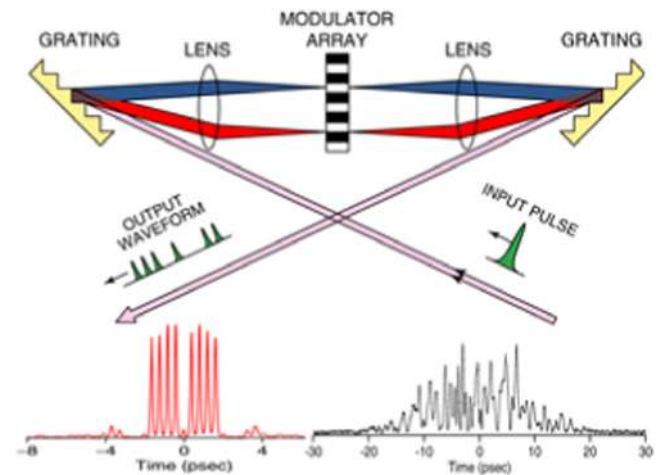 MODULATOR
ARRAY
GRATING
LENS
LENS
GRATING
OUTPUT
WAVEFORM
INPUT PULSE
-8 -4 0 4
Time (psec)
-30 -20 -10 0 10 20 30
Time (psec)